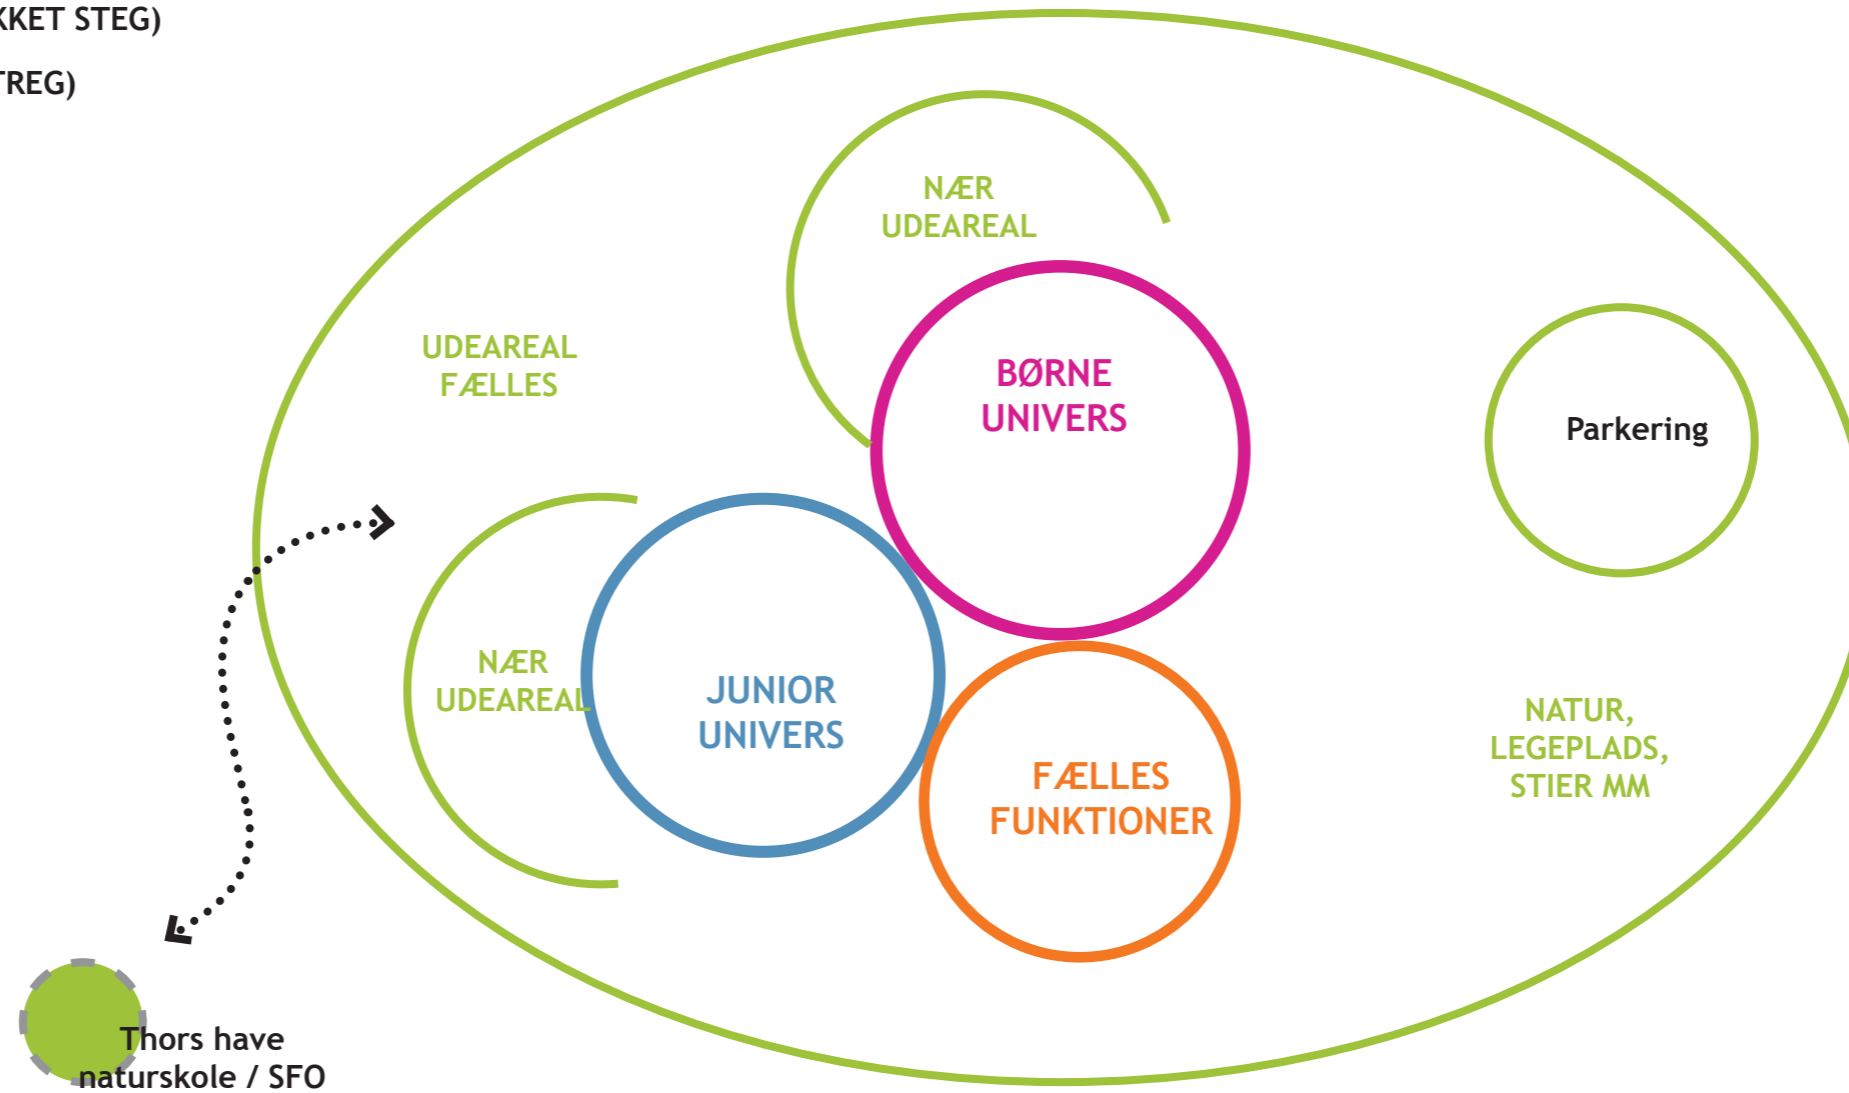 KKET STEG)
TREG)
NÆR
UDEAREAL
UDEAREAL
FÆLLES
BØRNE
UNIVERS
Parkering
NÆR
UDEAREAL
JUNIOR
UNIVERS
NATUR,
LEGEPLADS,
STIER MM
FÆLLES
FUNKTIONER
Thors have
naturskole / SFO